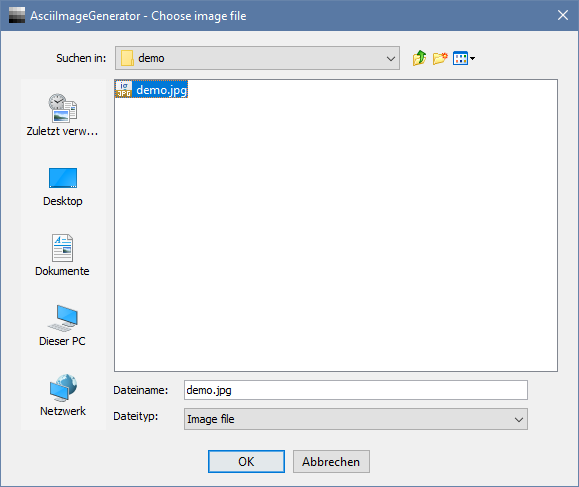 AsciiImageGenerator - Choose image file
Suchen in: demo
demo.jpg
Zuletzt verw...
Desktop
Dokumente
Dieser PC
Netzwerk
Dateiname: demo.jpg
Dateityp: Image file
OK Abbrechen